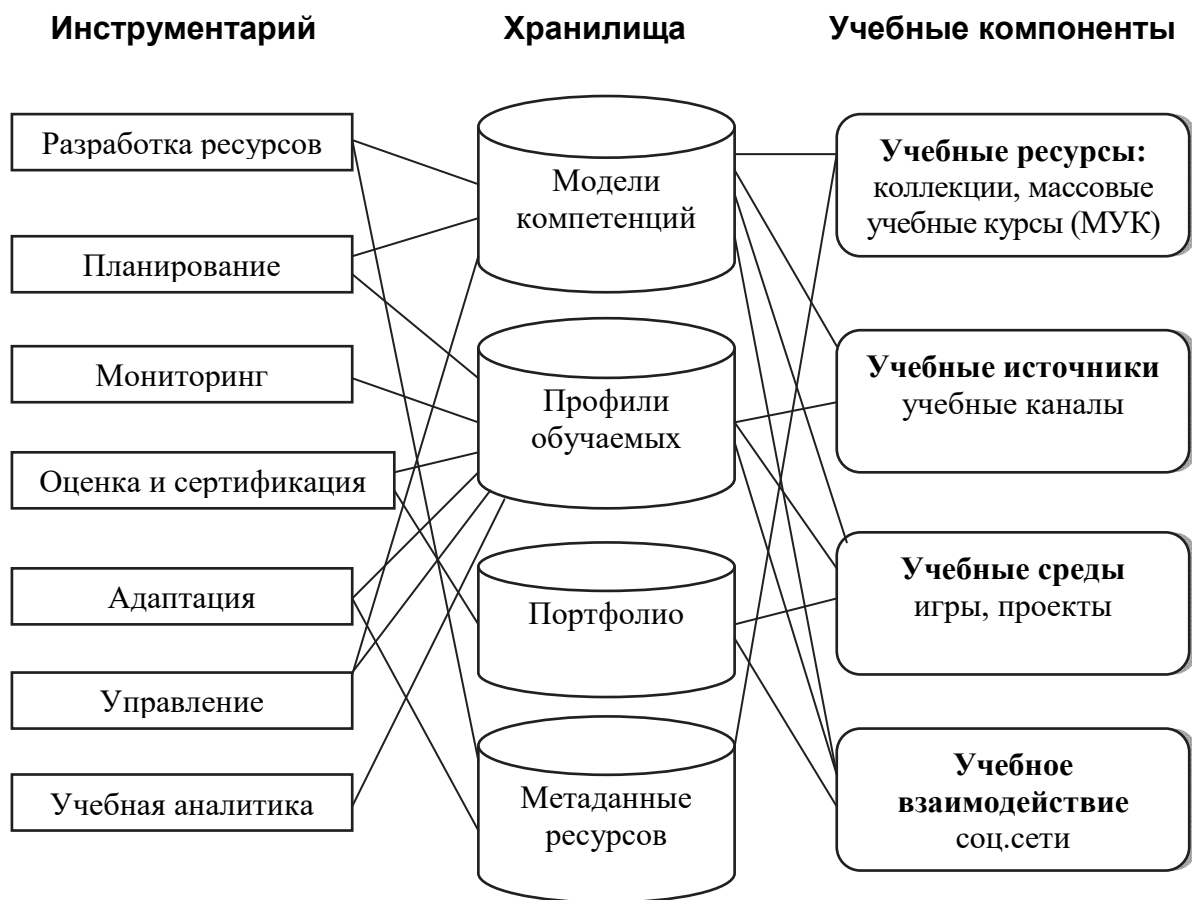 Инструментарий
Хранилища
Учебные компоненты
Разработка ресурсов
Планирование
Мониторинг
Оценка и сертификация
Адаптация
Управление
Учебная аналитика
Модели
компетенций
Профили
обучаемых
Портфолио
Метаданные
ресурсов
Учебные ресурсы:
коллекции, массовые
учебные курсы (МУК)
Учебные источники
учебные каналы
Учебные среды
игры, проекты
Учебное
взаимодействие
соц.сети